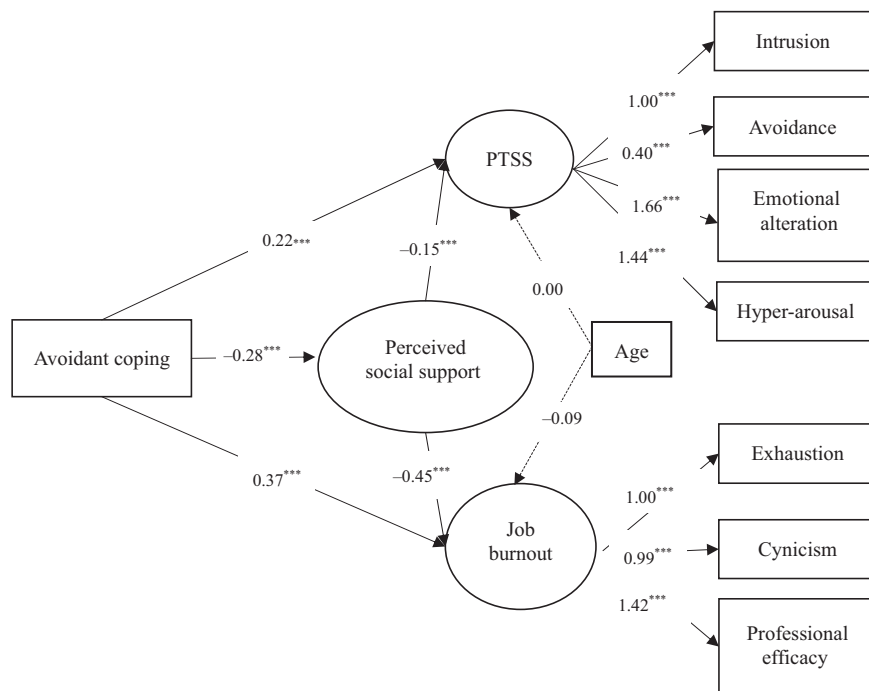 Intrusion
1.00***
Avoidance
PTSS
0.40***
Emotional
alteration
1.66***
0.22***
−0.15***
1.44***
0.00
Hyper-arousal
Avoidant coping
−0.28***
Perceived
social support
Age
−0.09
Exhaustion
0.37***
−0.45***
1.00***
Job
burnout
Cynicism
0.99***
1.42***
Professional
efficacy